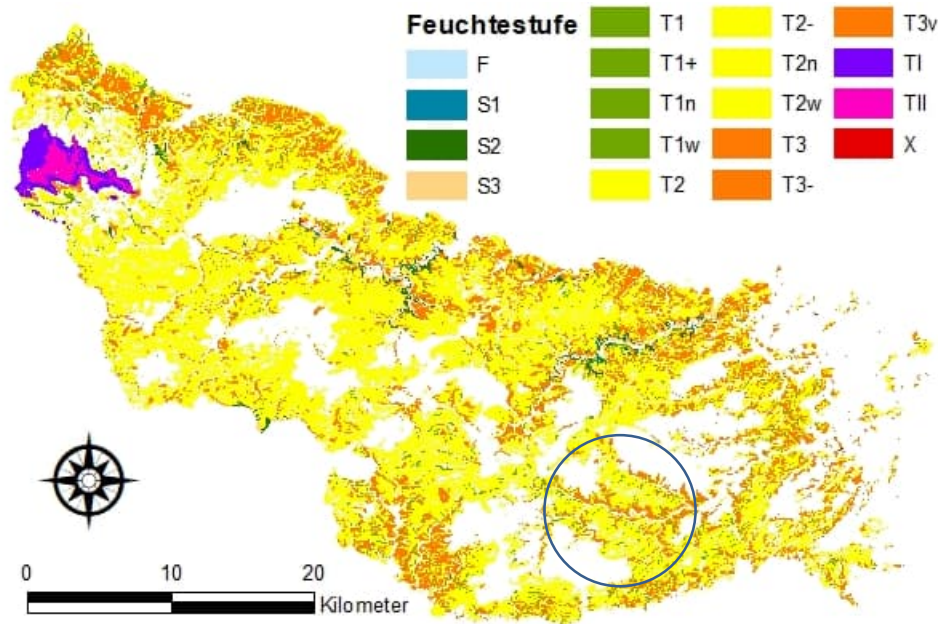 Feuchtestufe
F
S1
S2
S3
T1
T1+
T1n
T1w
T2
T2-
T2n
T2w
T3
T3-
T3v
TI
TII
X
0 10 20
Kilometer